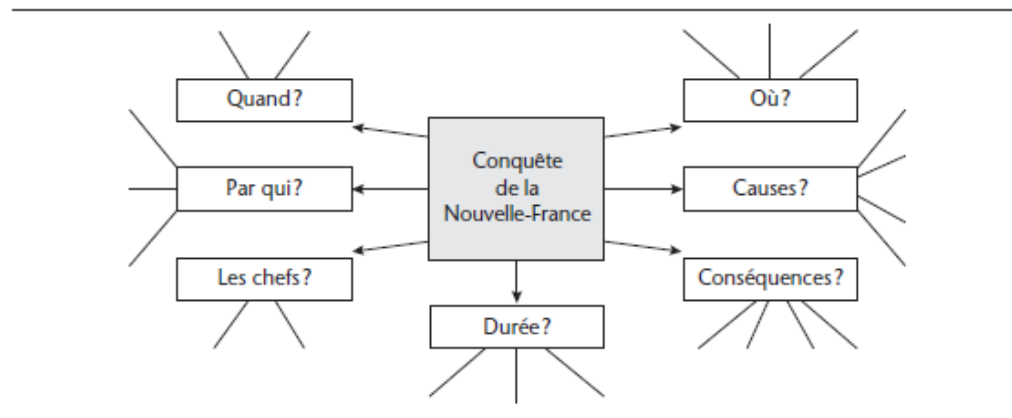 Quand ?
Où ?
Conquête
de la
Nouvelle-France
Par qui ?
Causes ?
Les chefs ?
Conséquences ?
Durée ?